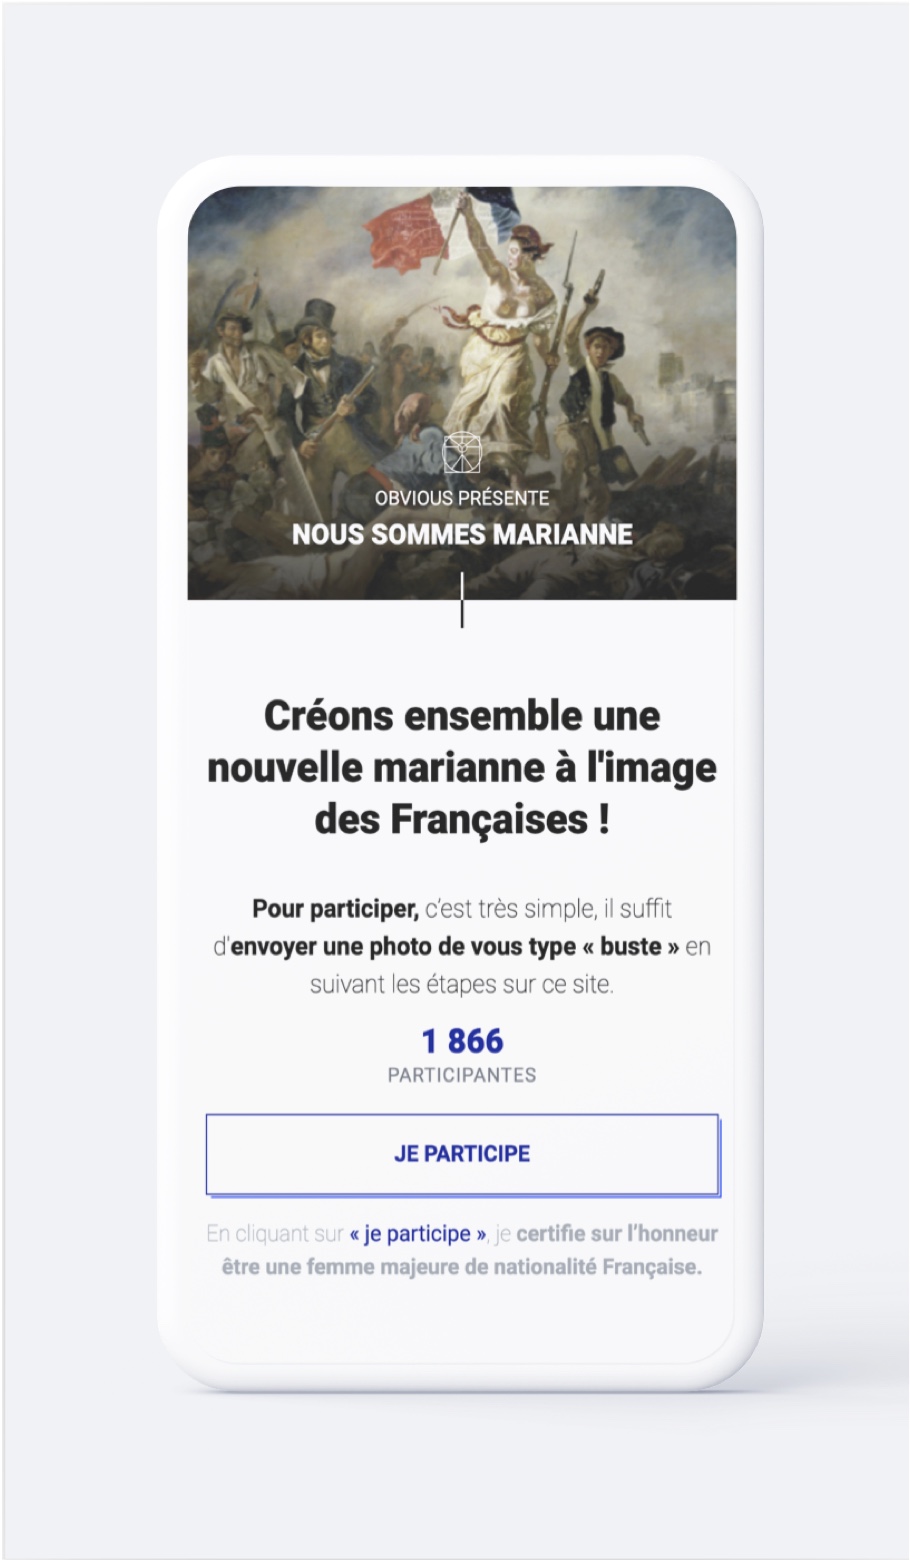 OBVIOUS PRÉSENTE
NOUS SOMMES MARIANNE
Créons ensemble une
nouvelle marianne à l'image
des Françaises !
Pour participer, c'est très simple, il suffit
d'envoyer une photo de vous type « buste » en
suivant les étapes sur ce site.
1 866
PARTICIPANTES
JE PARTICIPE
En cliquant sur « je participe », je certifie sur l’honneur
être une femme majeure de nationalité Française.